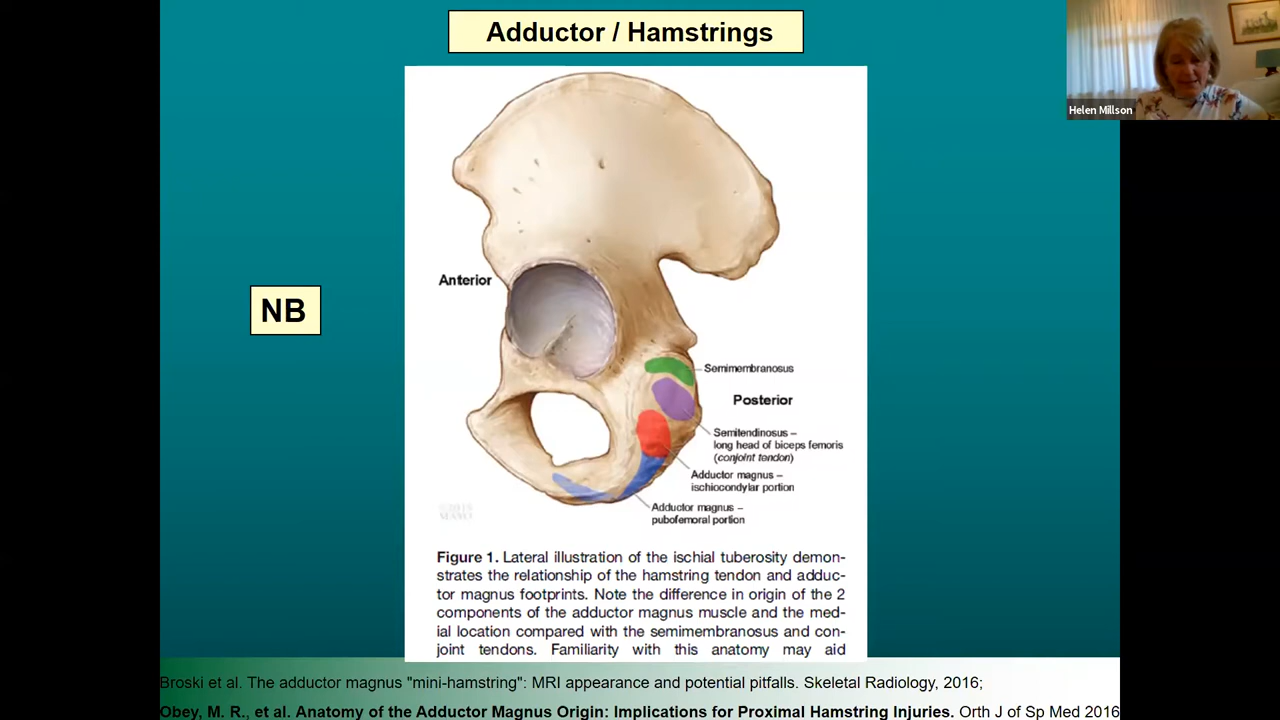 Adductor / Hamstrings
Helen Millson
Anterior
NB
Semimembranosus
Posterior
Semitendinosus –
long head of biceps femoris
(conjoint tendon)
Adductor magnus –
ischiocondylar portion
Adductor magnus –
pubofemoral portion
Figure 1. Lateral illustration of the ischial tuberosity demon-
strates the relationship of the hamstring tendon and adduc-
tor magnus footprints. Note the difference in origin of the 2
components of the adductor magnus muscle and the med-
ial location compared with the semimembranosus and con-
joint tendons. Familiarity with this anatomy may aid
Broski et al. The adductor magnus "mini-hamstring": MRI appearance and potential pitfalls. Skeletal Radiology, 2016;
Obey, M. R., et al. Anatomy of the Adductor Magnus Origin: Implications for Proximal Hamstring Injuries. Orth J of Sp Med 2016